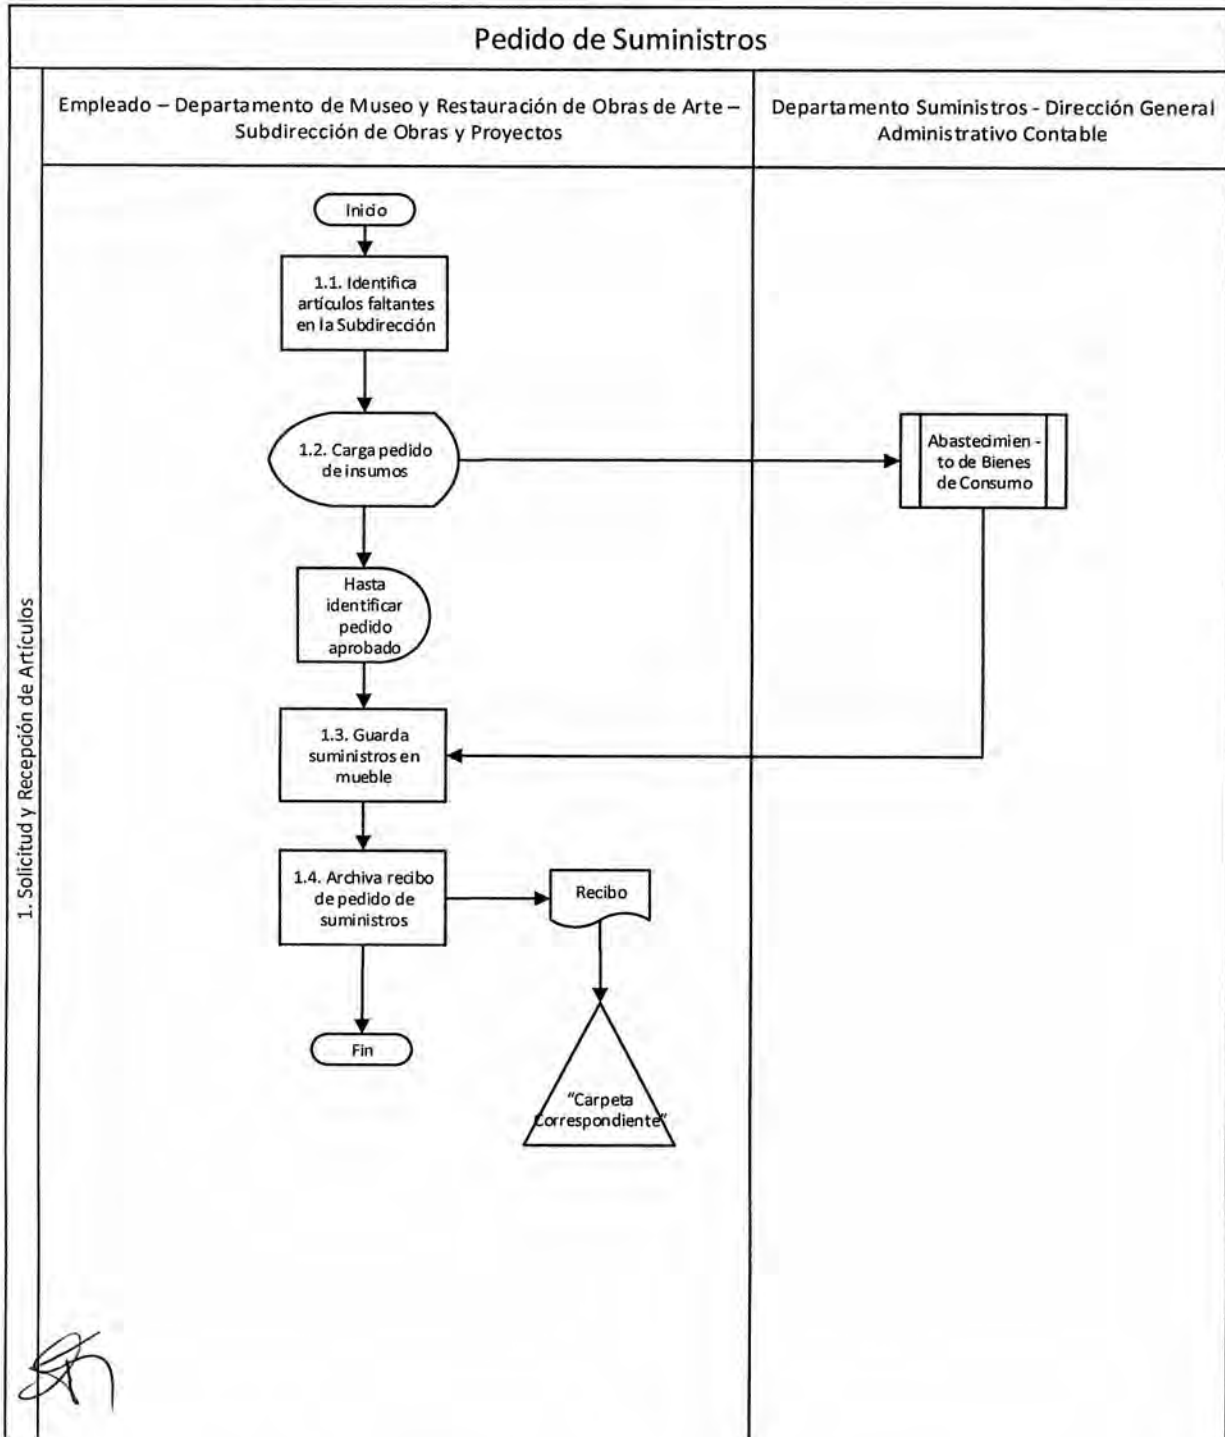 Pedido de Suministros
Empleado – Departamento de Museo y Restauración de Obras de Arte –
Subdirección de Obras y Proyectos
Departamento Suministros - Dirección General
Administrativo Contable
1. Solicitud y Recepción de Artículos
Inicio
1.1. Identifica
artículos faltantes
en la Subdirección
1.2. Carga pedido
de insumos
Abastecimien -
to de Bienes
de Consumo
Hasta
identificar
pedido
aprobado
1.3. Guarda
suministros en
mueble
1.4. Archiva recibo
de pedido de
suministros
Recibo
Fin
"Carpeta
Correspondiente"